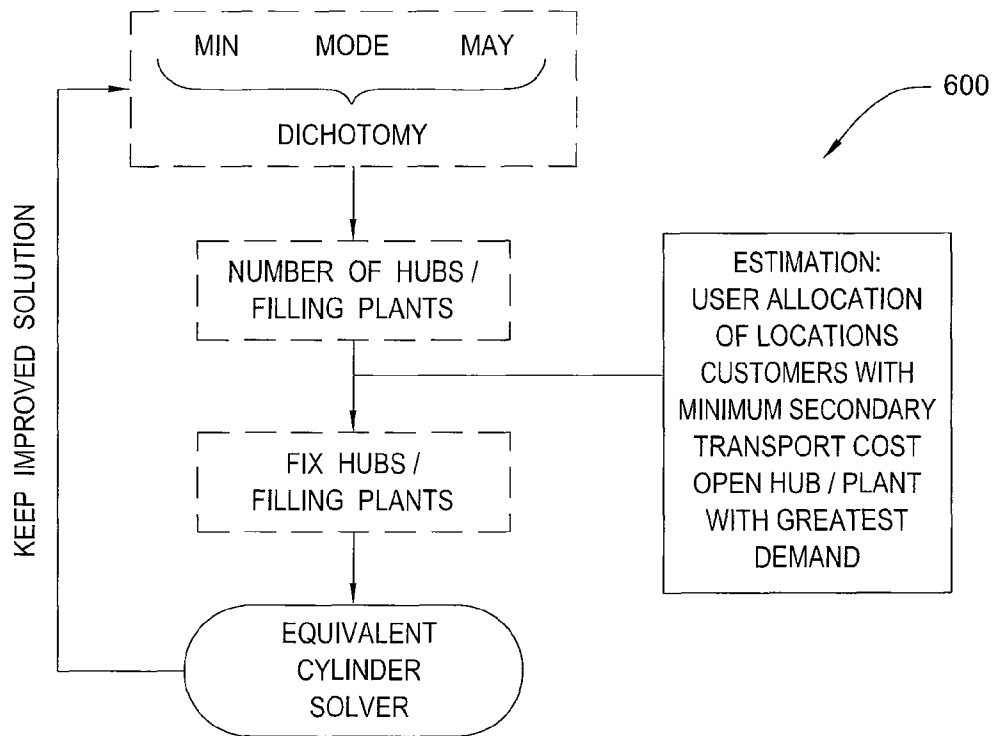 MIN MODE MAY
DICHOTOMY
600
NUMBER OF HUBS /
FILLING PLANTS
ESTIMATION:
USER ALLOCATION
OF LOCATIONS
CUSTOMERS WITH
MINIMUM SECONDARY
TRANSPORT COST
OPEN HUB / PLANT
WITH GREATEST
DEMAND
FIX HUBS /
FILLING PLANTS
EQUIVALENT
CYLINDER
SOLVER
KEEP IMPROVED SOLUTION